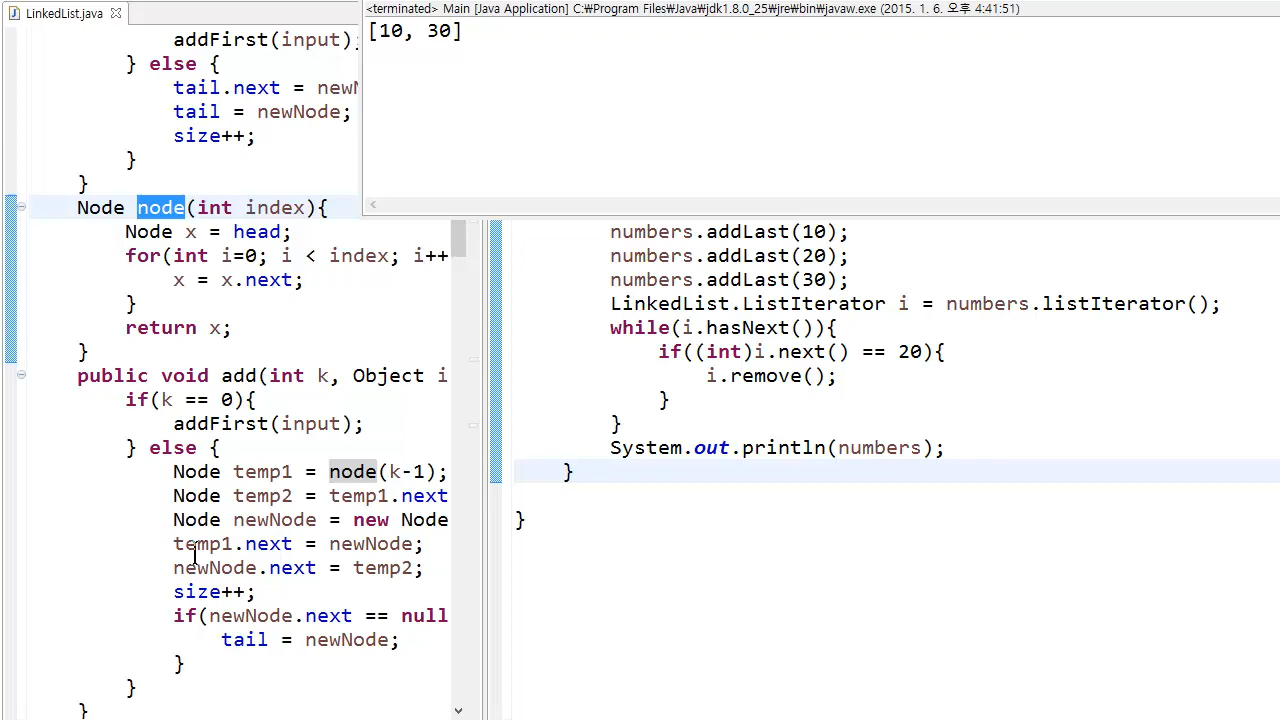 LinkedList.java
addFirst(input);
} else {
tail.next = newN
tail = newNode;
size++;
}
}
Node node(int index){
Node x = head;
for(int i=0; i < index; i++
x = x.next;
}
return x;
}
public void add(int k, Object i
if(k == 0){
addFirst(input);
} else {
Node temp1 = node(k-1);
Node temp2 = temp1.next
Node newNode = new Node
temp1.next = newNode;
newNode.next = temp2;
size++;
if(newNode.next == null
tail = newNode;
}
}
}
<terminated> Main [Java Application] C:₩Program Files₩Java₩jdk1.8.0_25₩jre₩bin₩javaw.exe (2015. 1. 6. 오후 4:41:51)
[10, 30]
numbers.addLast(10);
numbers.addLast(20);
numbers.addLast(30);
LinkedList.ListIterator i = numbers.listIterator();
while(i.hasNext()){
if((int)i.next() == 20){
i.remove();
}
}
System.out.println(numbers);
}
}